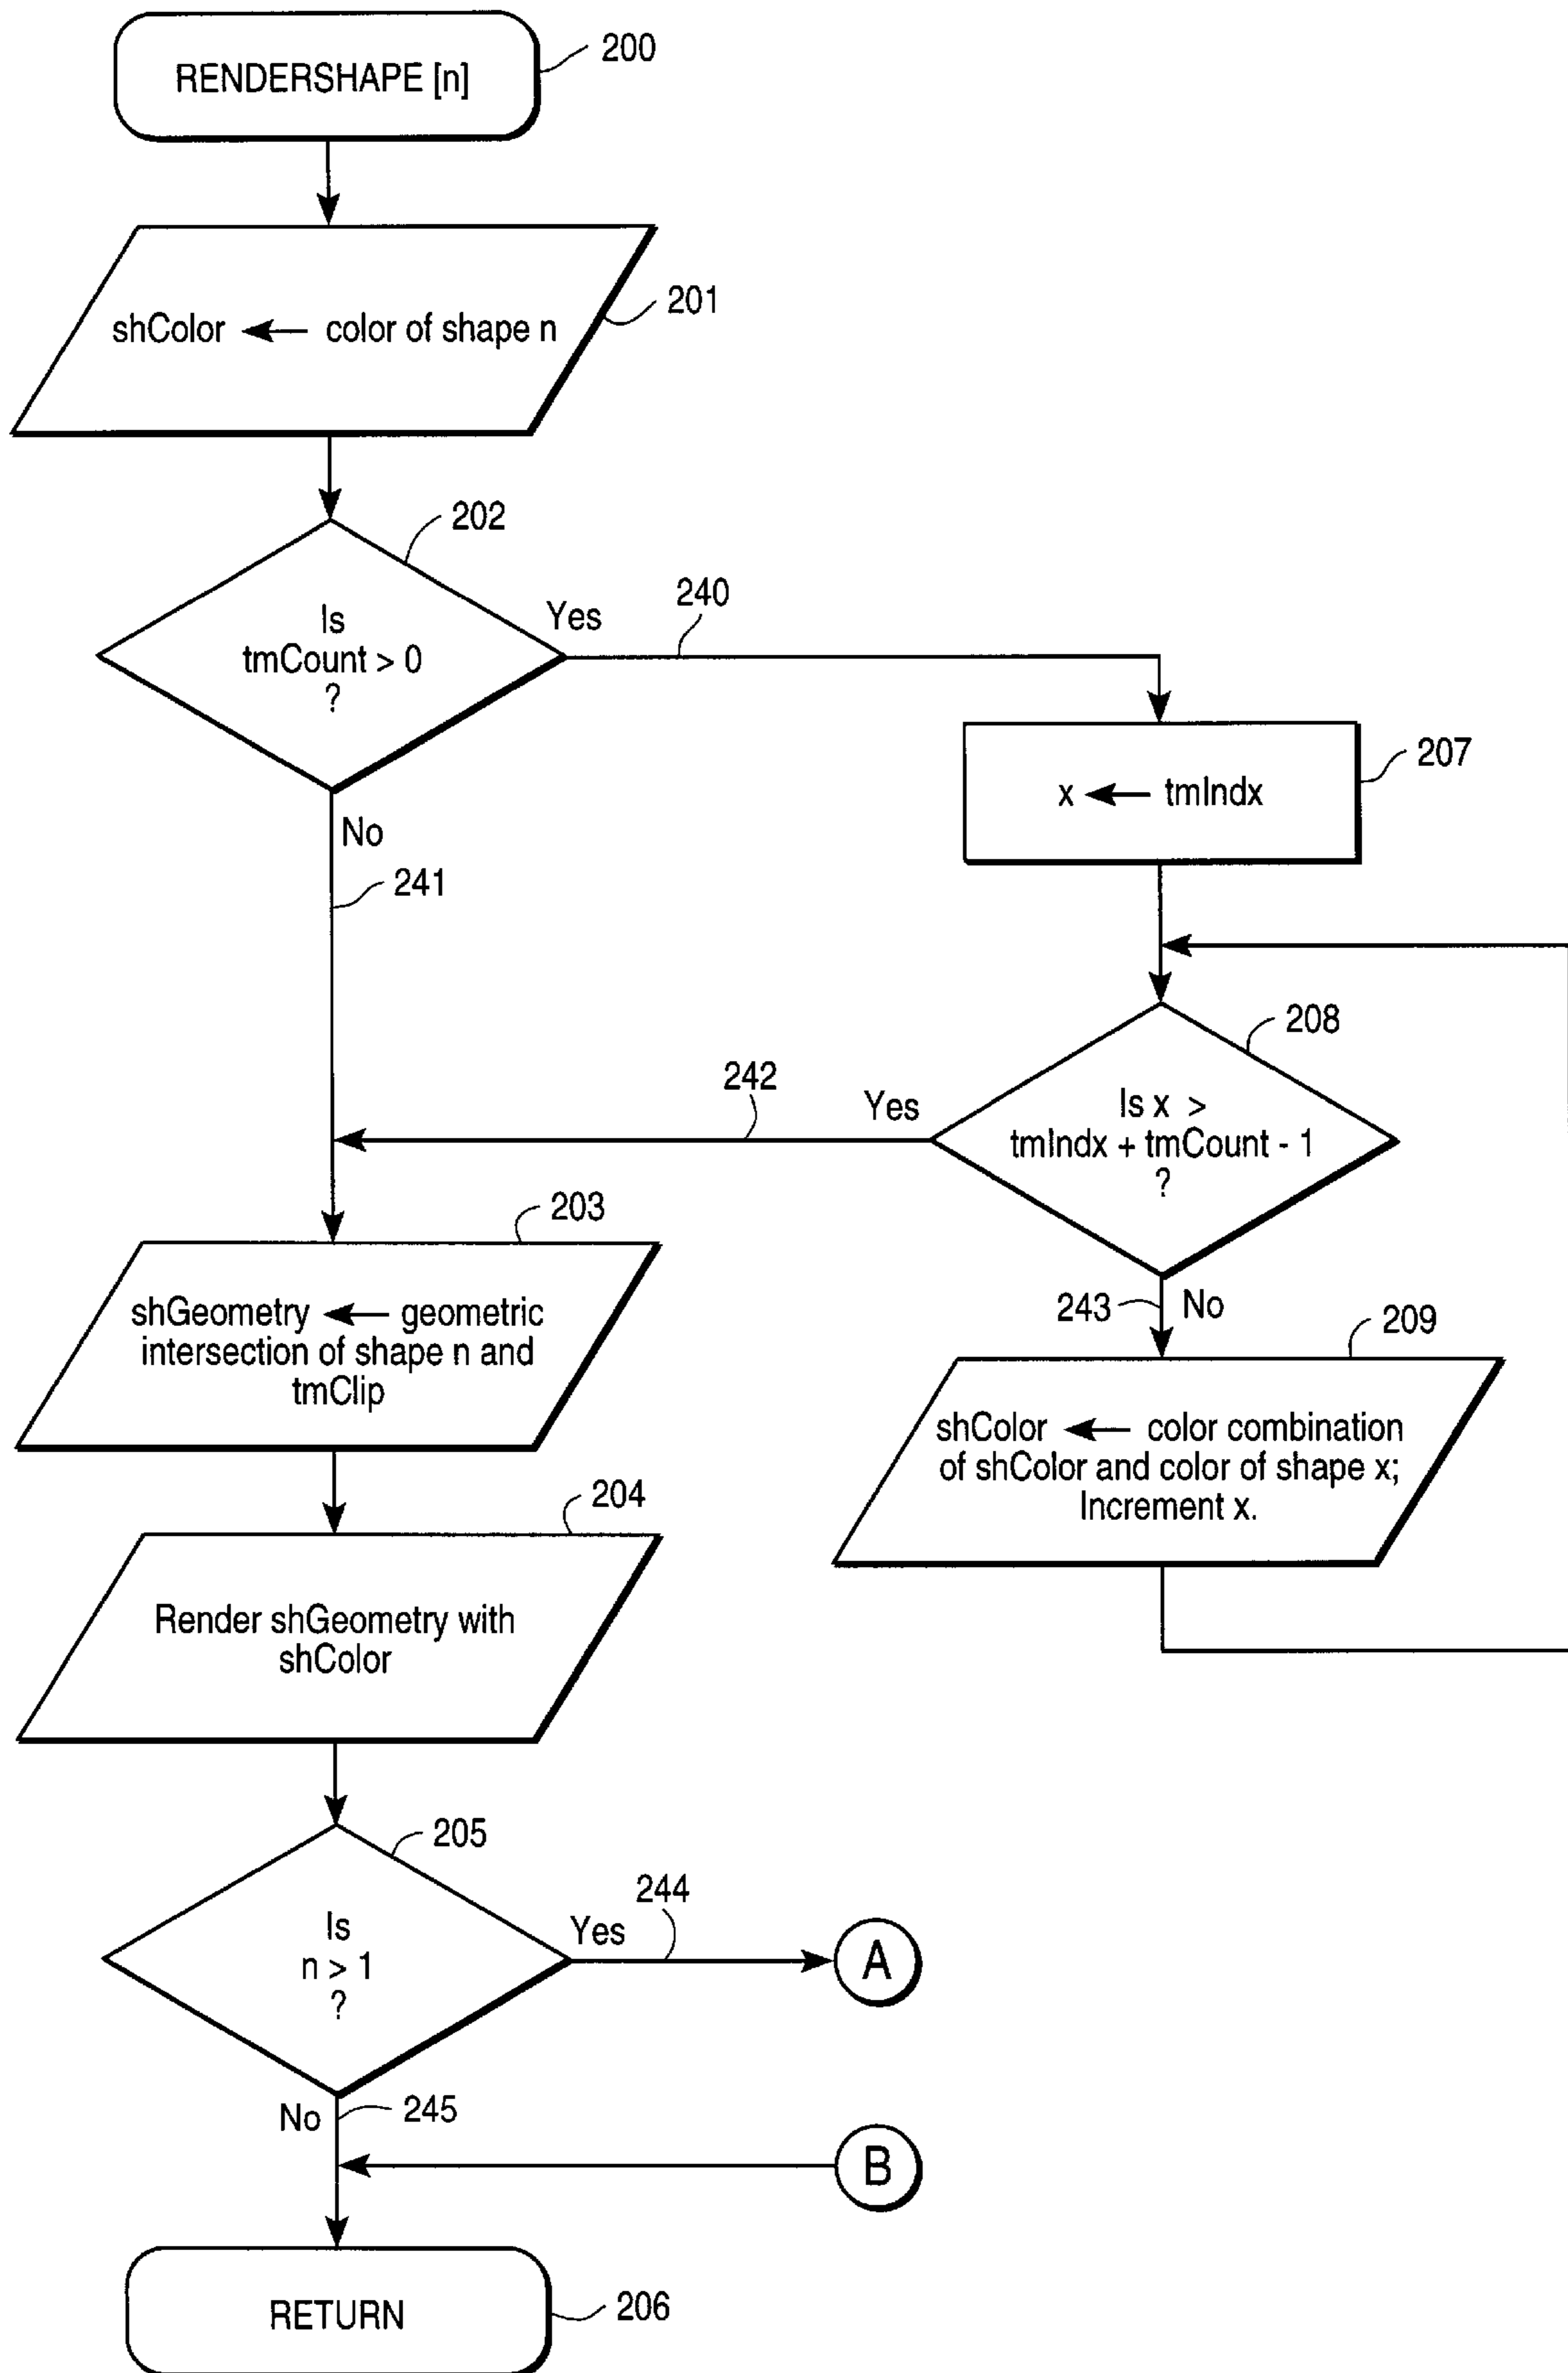 RENDERSHAPE [n]
200
shColor ← color of shape n
201
202
Is
tmCount > 0
?
Yes
240
No
241
x ← tmIndx
207
208
Is x >
tmIndx + tmCount - 1
?
Yes
242
243
No
203
shGeometry ← geometric
intersection of shape n and
tmClip
209
shColor ← color combination
of shColor and color of shape x;
Increment x.
204
Render shGeometry with
shColor
205
Is
n > 1
?
Yes
244
A
No
245
B
RETURN
206